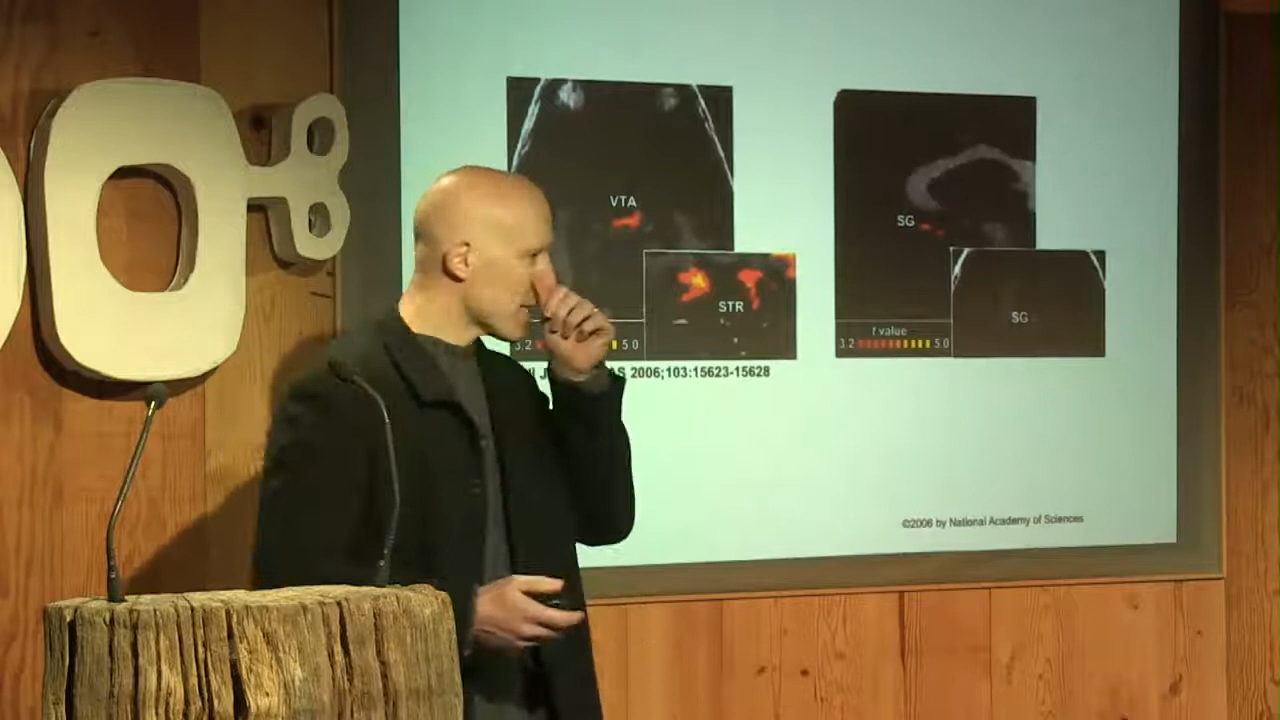 O
VTA
STR
3.2
5.0
2006;103:15623-15628
SG
SG
t value
3.2
5.0
©2006 by National Academy of Sciences